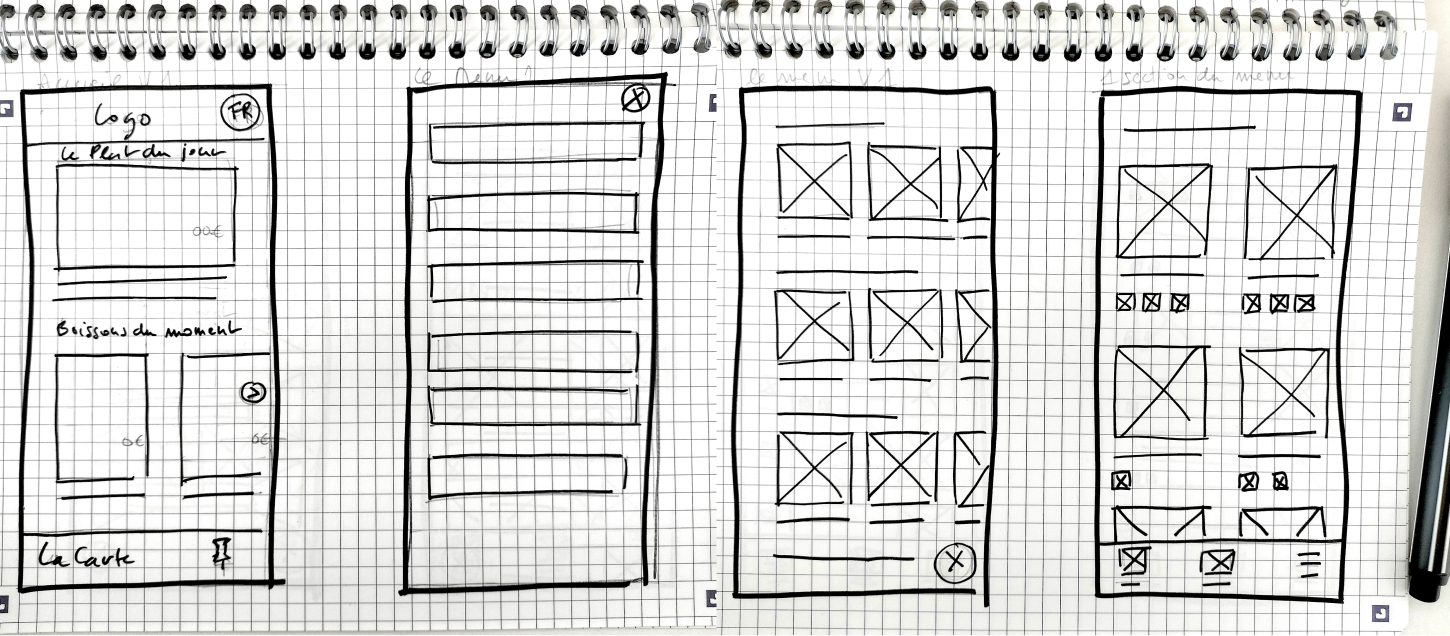 Accueil V1
Logo
FR
Le Plat du jour
00€
Boissons du moment
>
0€
0€
La Carte
Le Menu
X
Le menu V1
X
1 section du menu